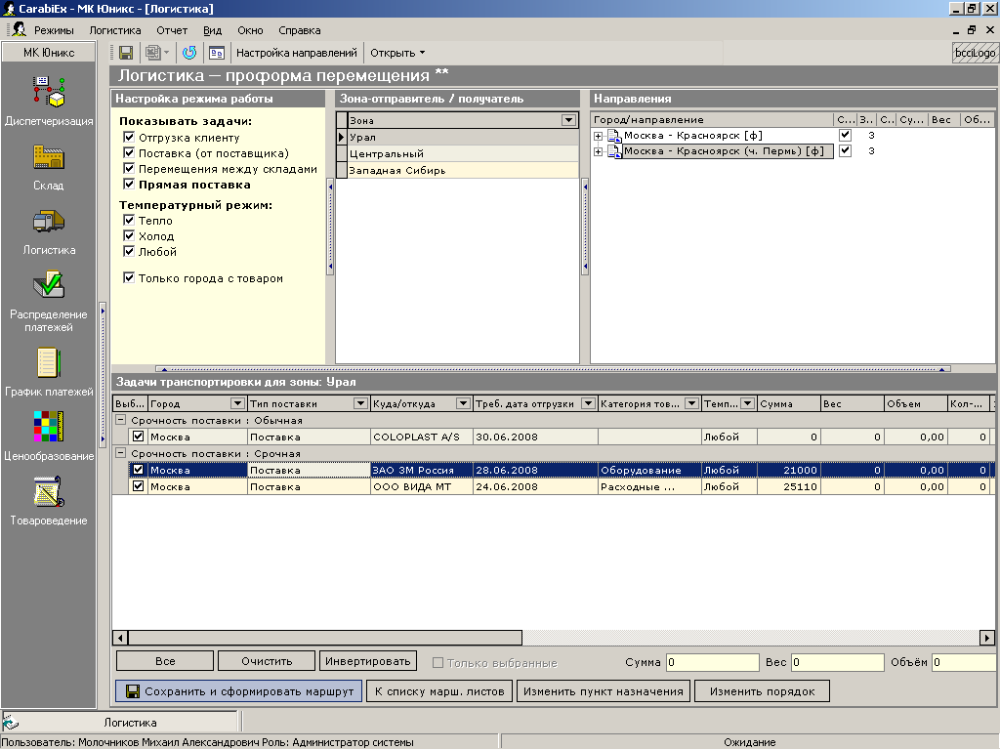 CarabiEx - МК Юникс - [Логистика]
Режимы Логистика Отчет Вид Окно Справка
МК Юникс
Настройка направлений Открыть
bcciLogo
Логистика – проформа перемещения **
Настройка режима работы
Показывать задачи:
Отгрузка клиенту
Поставка (от поставщика)
Перемещения между складами
Прямая поставка
Температурный режим:
Тепло
Холод
Любой
Только города с товаром
Зона-отправитель / получатель
Зона
Урал
Центральный
Западная Сибирь
Направления
Город/направление С... З... С... Су... Вес Об...
Москва - Красноярск [ф] 3
Москва - Красноярск (ч. Пермь) [ф] 3
Диспетчеризация
Склад
Логистика
Распределение
платежей
График платежей
Ценообразование
Товароведение
Задачи транспортировки для зоны: Урал
Выб... Город Тип поставки Куда/откуда Треб. дата отгрузки Категория тов... Темп... Сумма Вес Объем Кол-...
Срочность поставки : Обычная
Москва Поставка COLOPLAST A/S 30.06.2008 Любой 0 0 0,00 0
Срочность поставки : Срочная
Москва Поставка ЗАО 3М Россия 28.06.2008 Оборудование Любой 21000 0 0,00 0
Москва Поставка ООО ВИДА МТ 24.06.2008 Расходные ... Любой 25110 0 0,00 0
Все Очистить Инвертировать Только выбранные Сумма 0 Вес 0 Объём 0
Сохранить и сформировать маршрут К списку марш. листов Изменить пункт назначения Изменить порядок
Логистика
Пользователь: Молочников Михаил Александрович Роль: Администратор системы Ожидание